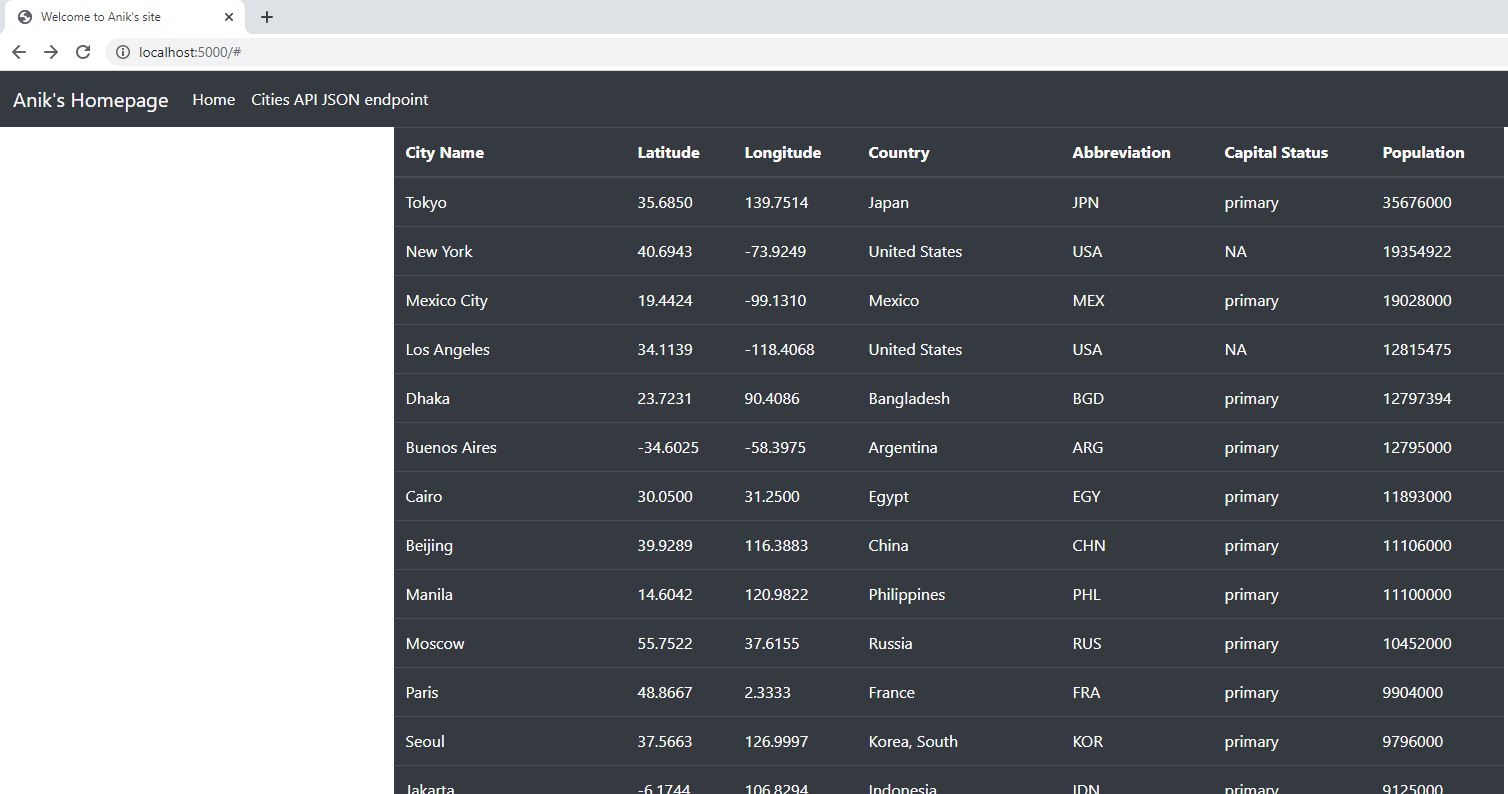 Welcome to Anik's site
localhost:5000/#
Anik's Homepage Home Cities API JSON endpoint
City Name Latitude Longitude Country Abbreviation Capital Status Population
Tokyo 35.6850 139.7514 Japan JPN primary 35676000
New York 40.6943 -73.9249 United States USA NA 19354922
Mexico City 19.4424 -99.1310 Mexico MEX primary 19028000
Los Angeles 34.1139 -118.4068 United States USA NA 12815475
Dhaka 23.7231 90.4086 Bangladesh BGD primary 12797394
Buenos Aires -34.6025 -58.3975 Argentina ARG primary 12795000
Cairo 30.0500 31.2500 Egypt EGY primary 11893000
Beijing 39.9289 116.3883 China CHN primary 11106000
Manila 14.6042 120.9822 Philippines PHL primary 11100000
Moscow 55.7522 37.6155 Russia RUS primary 10452000
Paris 48.8667 2.3333 France FRA primary 9904000
Seoul 37.5663 126.9997 Korea, South KOR primary 9796000
Jakarta -6.1744 106.8294 Indonesia IDN primary 9125000